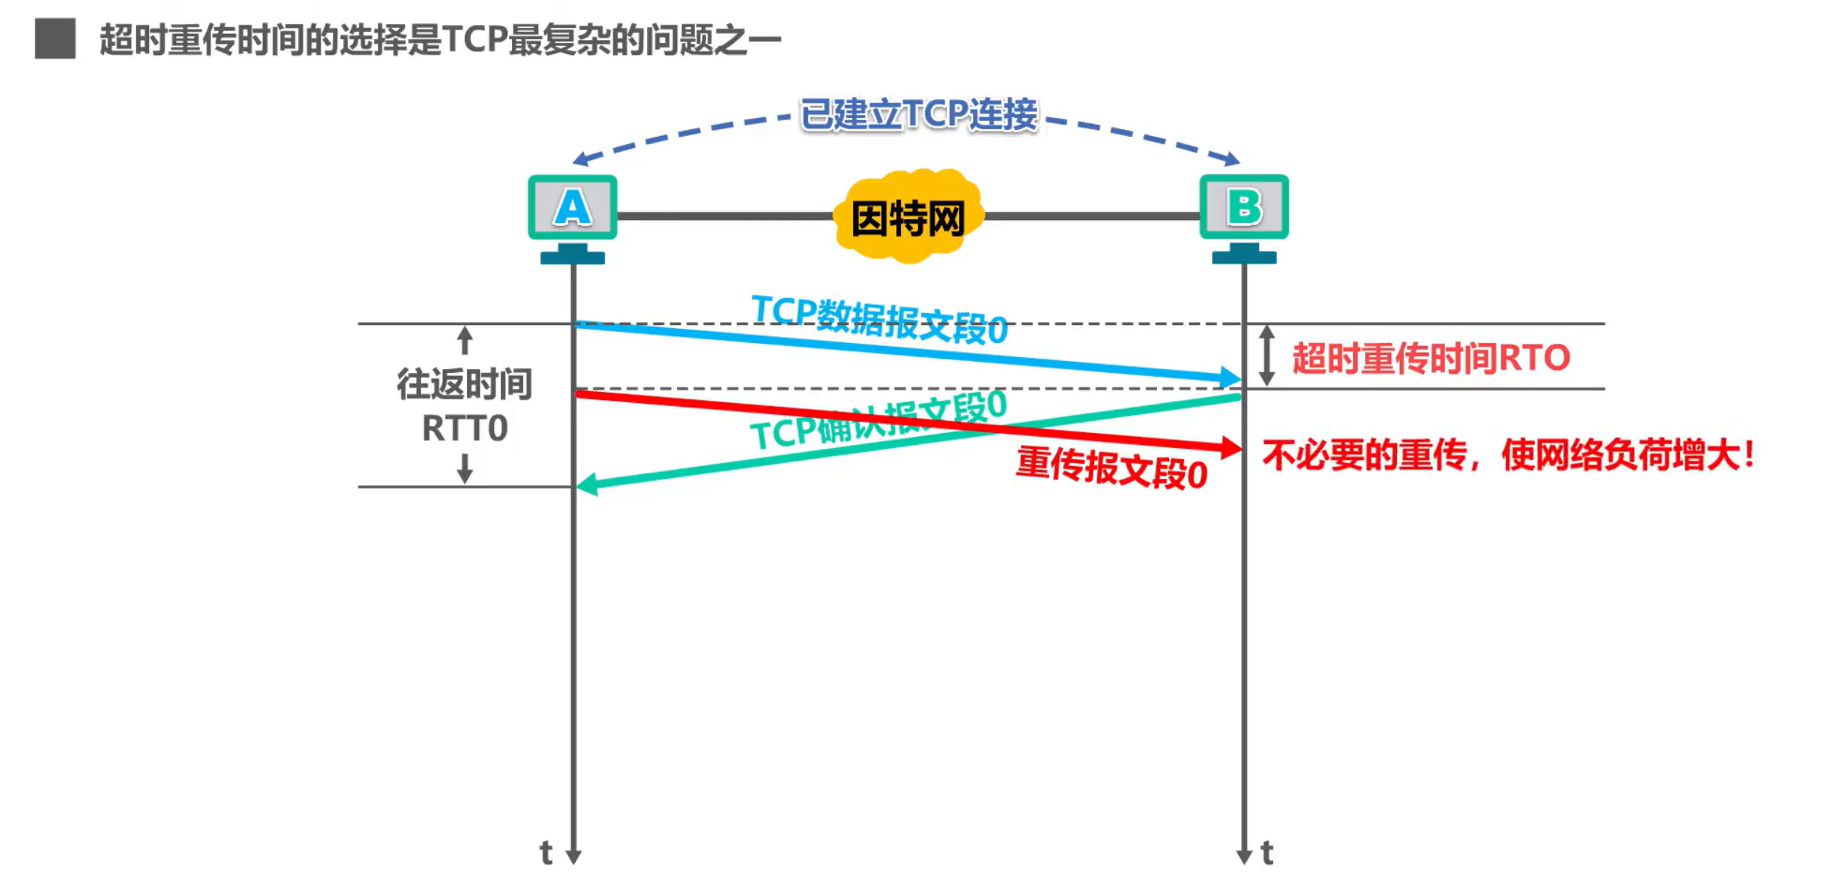 超时重传时间的选择是TCP最复杂的问题之一
已建立TCP连接
A
因特网
B
TCP数据报文段0
往返时间
RTT0
超时重传时间RTO
TCP确认报文段0
重传报文段0
不必要的重传，使网络负荷增大！
t
t